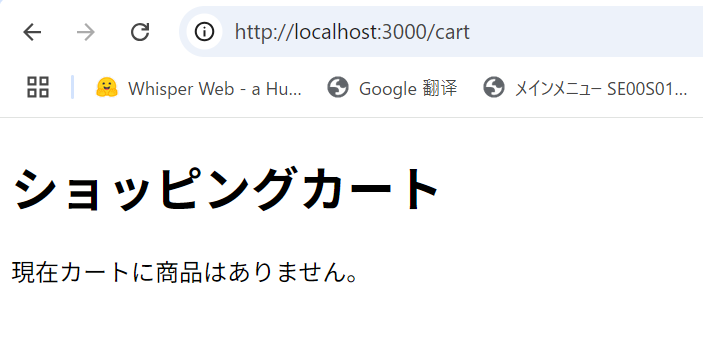 http://localhost:3000/cart
Whisper Web - a Hu... Google 翻译 メインメニュー SE00S01...
ショッピングカート
現在カートに商品はありません。